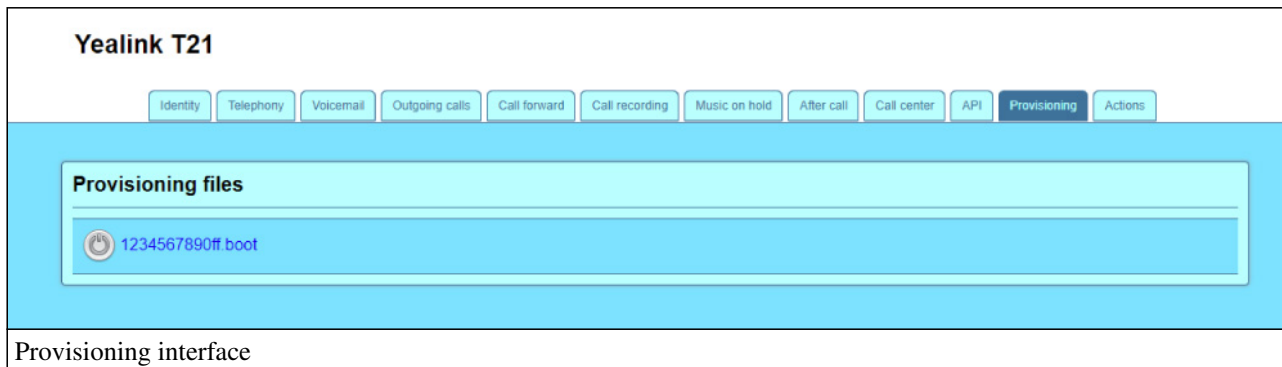 Yealink T21
Identity Telephony Voicemail Outgoing calls Call forward Call recording Music on hold After call Call center API Provisioning Actions
Provisioning files
1234567890ff.boot
Provisioning interface